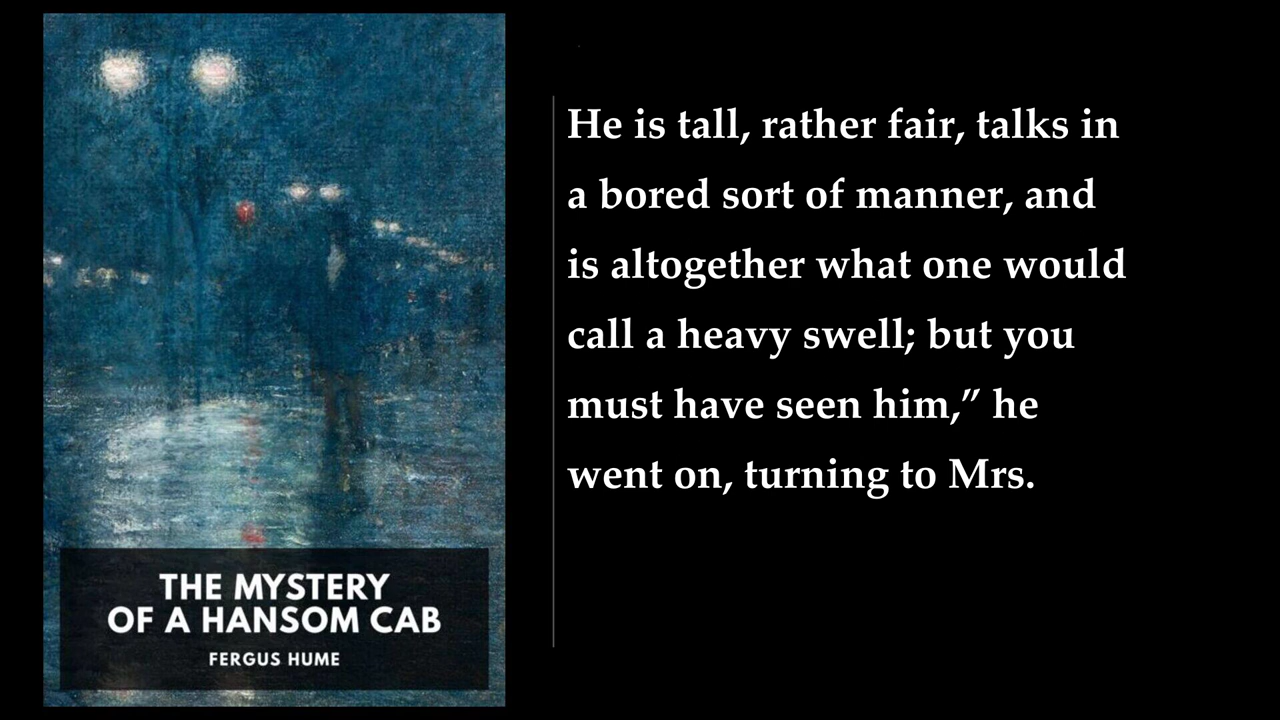 He is tall, rather fair, talks in
a bored sort of manner, and
is altogether what one would
call a heavy swell; but you
must have seen him,” he
went on, turning to Mrs.
THE MYSTERY
OF A HANSOM CAB
FERGUS HUME